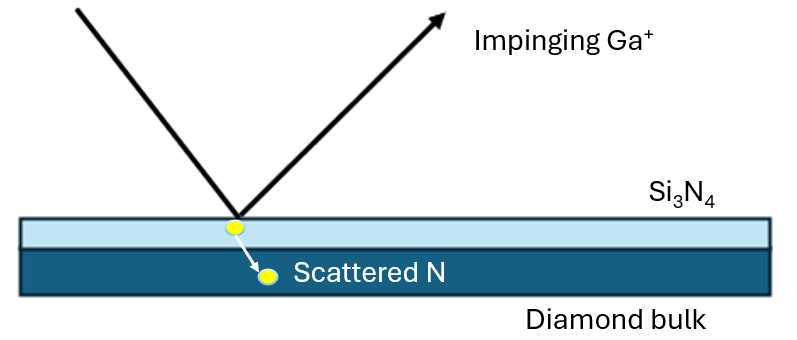 Impinging Ga⁺
Si₃N₄
Scattered N
Diamond bulk